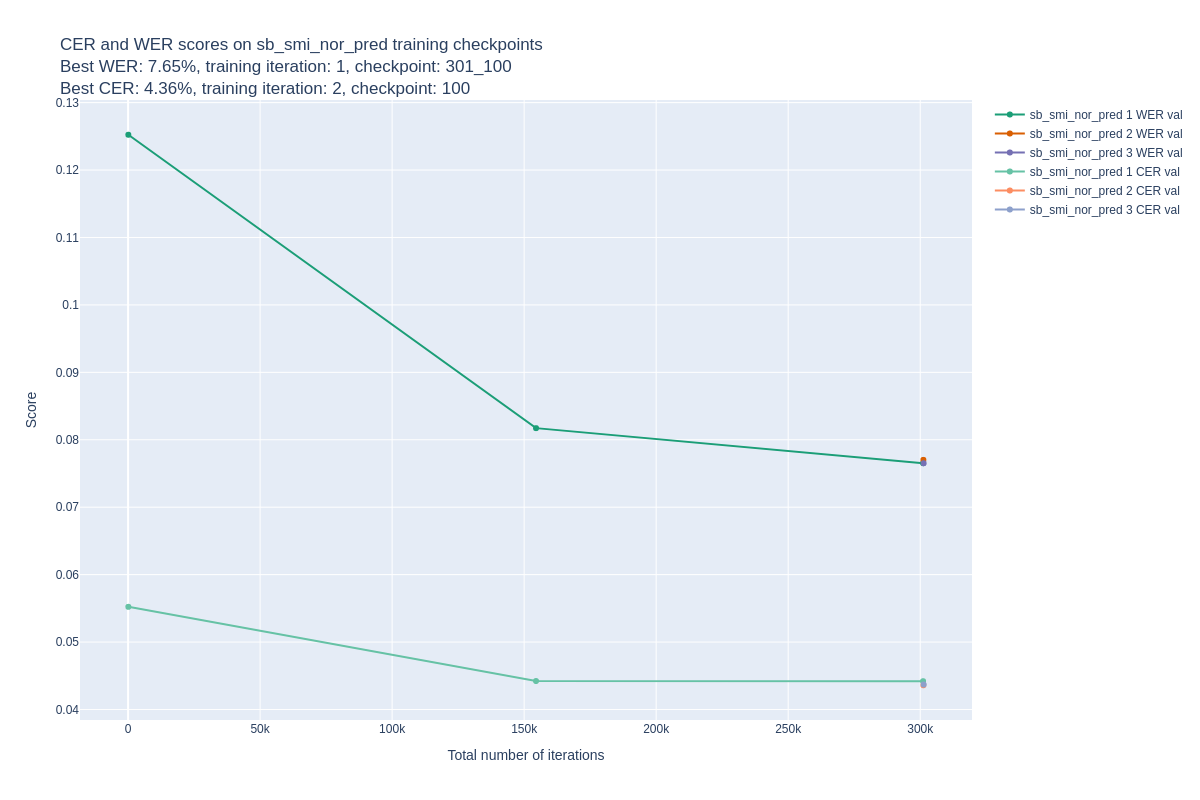 CER and WER scores on sb_smi_nor_pred training checkpoints
Best WER: 7.65%, training iteration: 1, checkpoint: 301_100
Best CER: 4.36%, training iteration: 2, checkpoint: 100
0.13
0.12
0.11
0.1
0.09
0.08
0.07
0.06
0.05
0.04
Score
0
50k
100k
150k
200k
250k
300k
Total number of iterations
sb_smi_nor_pred 1 WER val
sb_smi_nor_pred 2 WER val
sb_smi_nor_pred 3 WER val
sb_smi_nor_pred 1 CER val
sb_smi_nor_pred 2 CER val
sb_smi_nor_pred 3 CER val